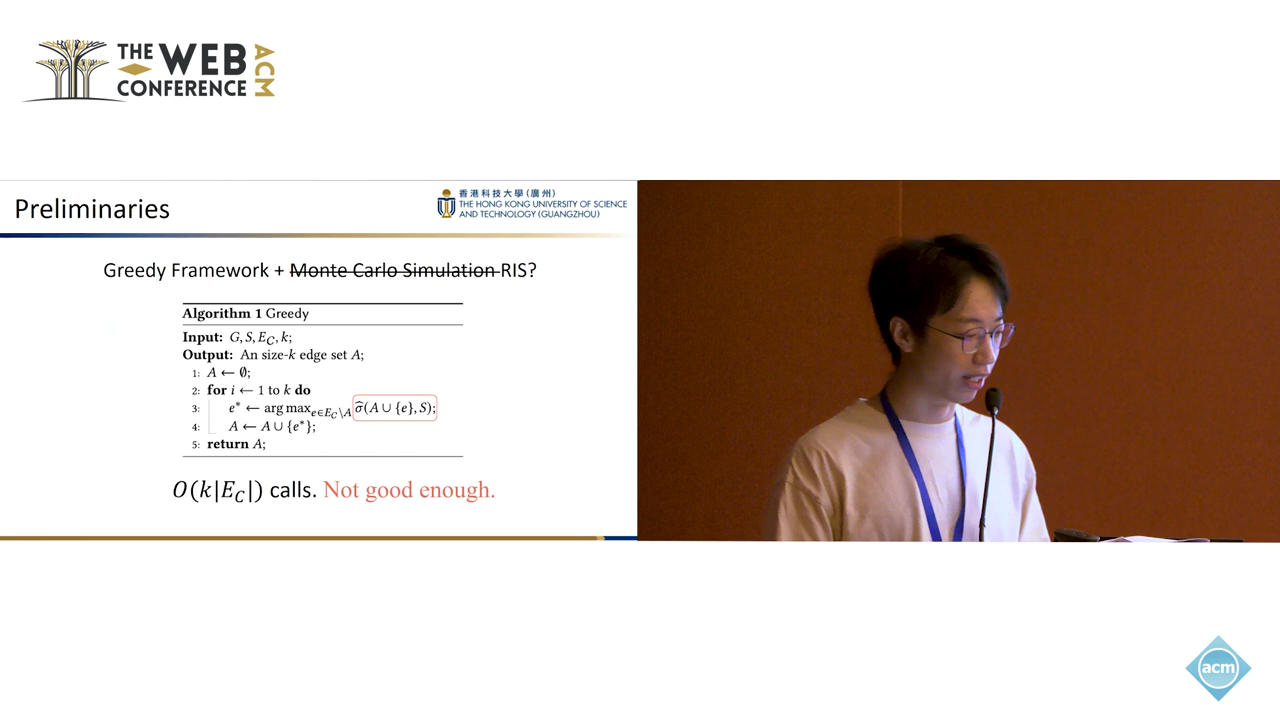 THE WEB
CONFERENCE
ACM
Preliminaries
香港科技大學(廣州)
THE HONG KONG UNIVERSITY OF SCIENCE
AND TECHNOLOGY (GUANGZHOU)
Greedy Framework + Monte Carlo Simulation RIS?
Algorithm 1 Greedy
Input: G, S, E_C, k;
Output: An size-k edge set A;
1: A ← ∅;
2: for i ← 1 to k do
3: e* ← arg max_{e∈E_C\A} σ̂(A ∪ {e}, S);
4: A ← A ∪ {e*};
5: return A;
O(k|E_C|) calls. Not good enough.
acm